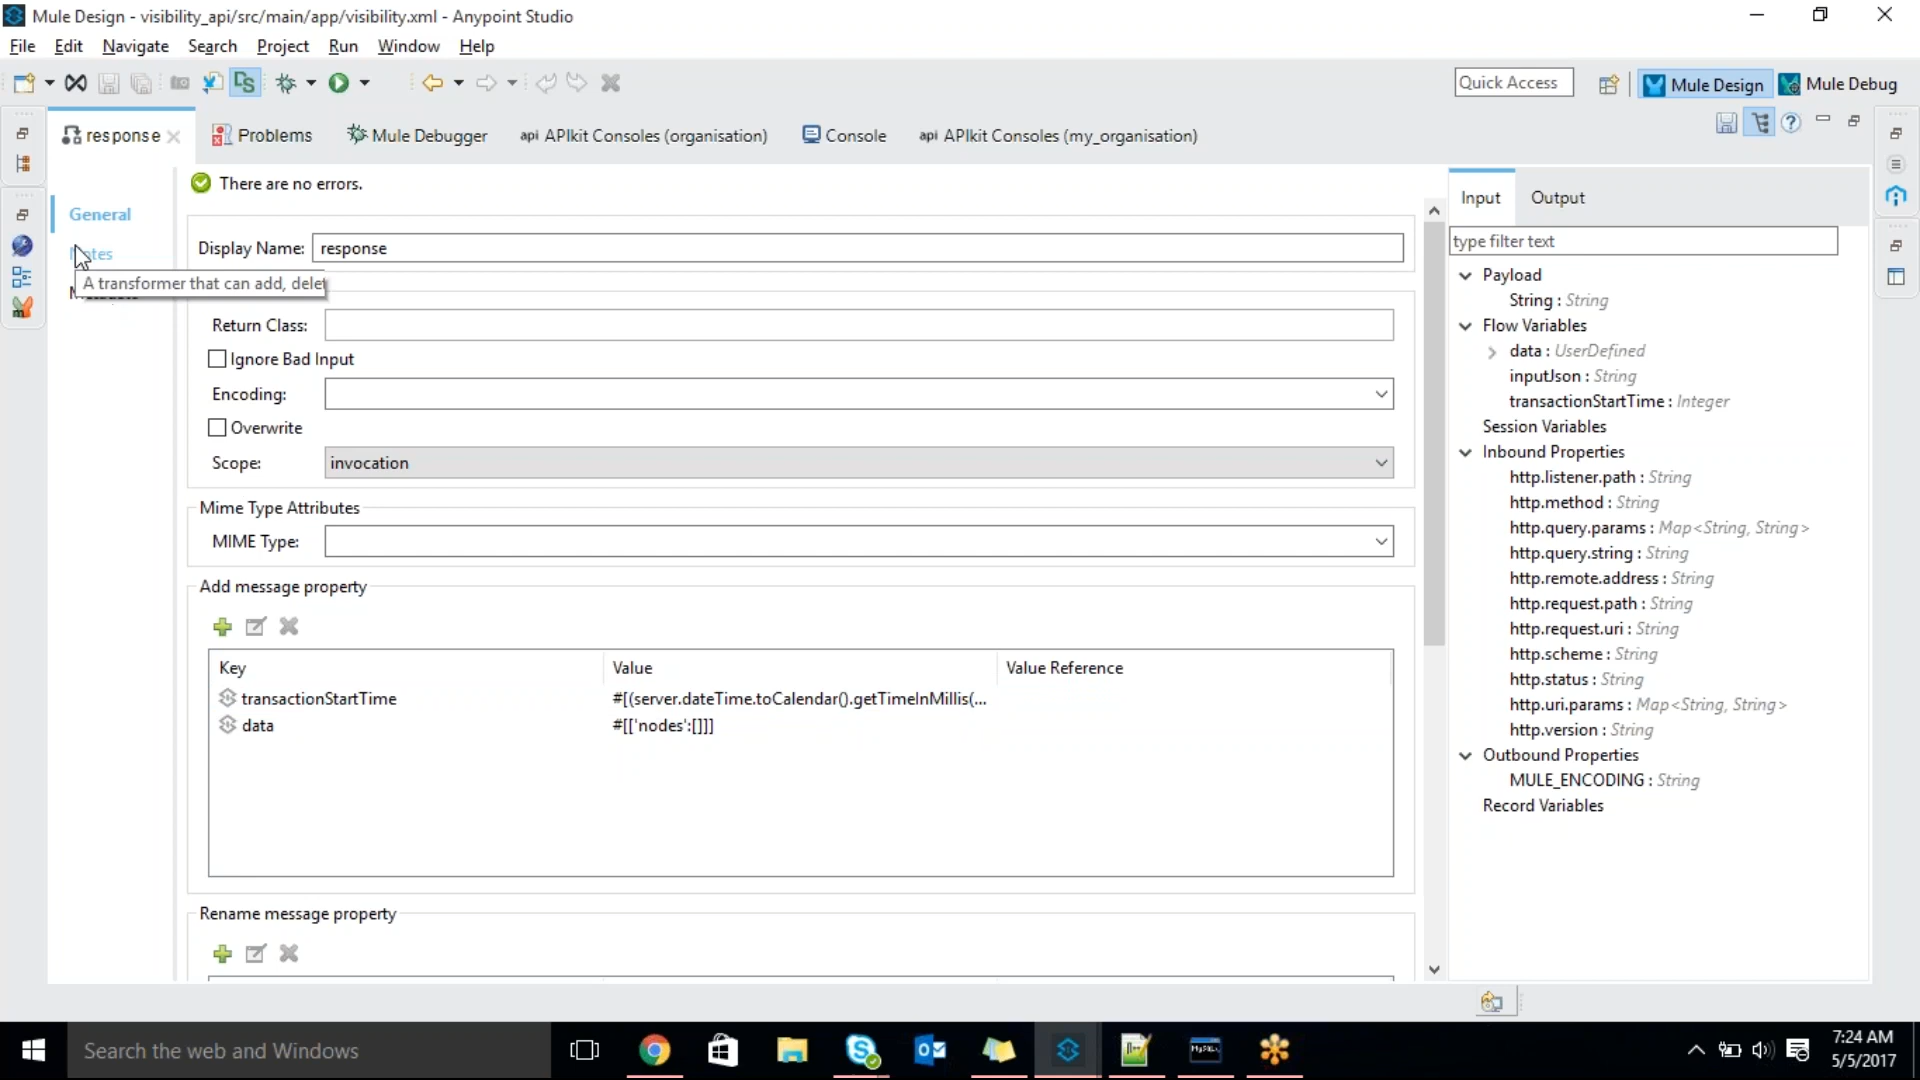 Mule Design - visibility_api/src/main/app/visibility.xml - Anypoint Studio
File Edit Navigate Search Project Run Window Help
Quick Access
Mule Design
Mule Debug
response
Problems
Mule Debugger
api APIkit Consoles (organisation)
Console
api APIkit Consoles (my_organisation)
There are no errors.
General
A transformer that can add, delet
Display Name: response
Return Class:
Ignore Bad Input
Encoding:
Overwrite
Scope: invocation
Mime Type Attributes
MIME Type:
Add message property
Key Value Value Reference
transactionStartTime #[(server.dateTime.toCalendar().getTimeInMillis(...
data #[['nodes':[]]]
Rename message property
Input Output
type filter text
Payload
String : String
Flow Variables
data : UserDefined
inputJson : String
transactionStartTime : Integer
Session Variables
Inbound Properties
http.listener.path : String
http.method : String
http.query.params : Map<String, String>
http.query.string : String
http.remote.address : String
http.request.path : String
http.request.uri : String
http.scheme : String
http.status : String
http.uri.params : Map<String, String>
http.version : String
Outbound Properties
MULE_ENCODING : String
Record Variables
Search the web and Windows
7:24 AM
5/5/2017